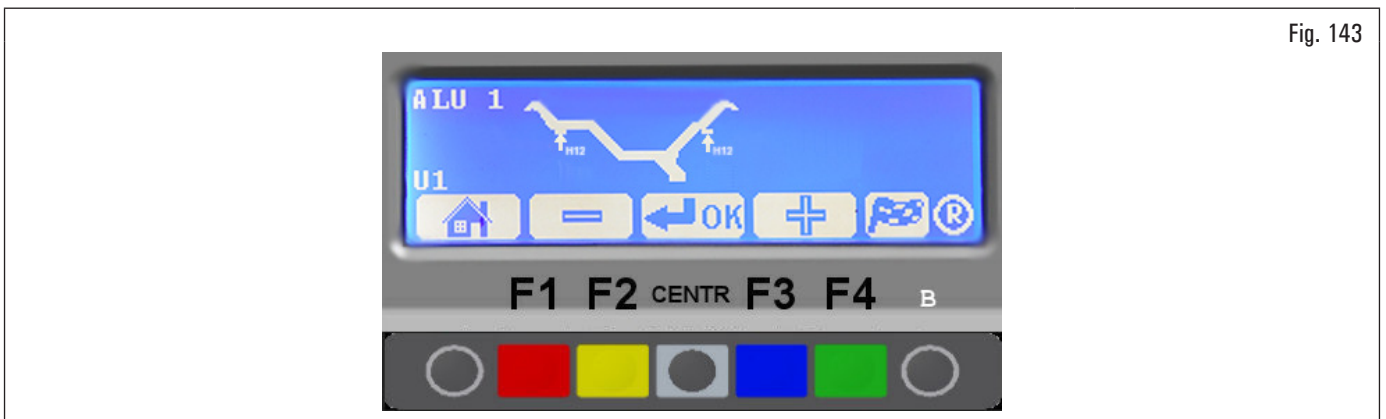 Fig. 143
ALU 1
H12 H12
U1
OK ®
F1 F2 CENTR F3 F4 B